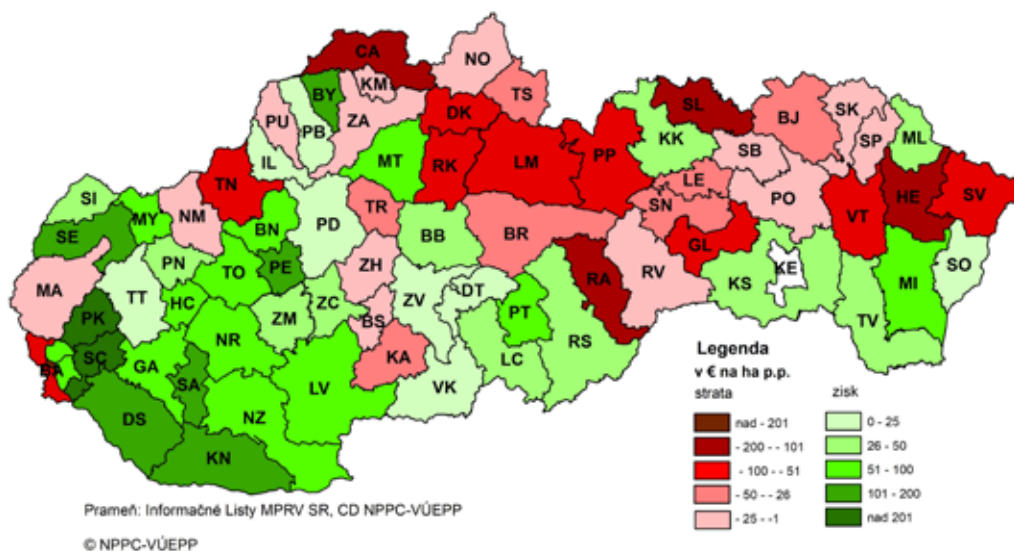 CA
NO
KM
BY
TS
PU
PB
ZA
DK
SL
BJ
SK
KK
SP
ML
IL
MT
RK
LM
PP
SB
TN
LE
SI
NM
MY
TR
SN
PO
VT
HE
SV
SE
BN
PD
BB
BR
GL
PN
TO
PE
ZH
RA
RV
KE
SO
MA
TT
HC
ZM
ZC
ZV
DT
KS
MI
PK
BS
PT
TV
SC
GA
NR
KA
RS
BA
SA
LV
VK
LC
DS
NZ
KN
Legenda
v € na ha p.p.
strata
zisk
nad - 201
0 - 25
- 200 - - 101
26 - 50
- 100 - - 51
51 - 100
- 50 - - 26
101 - 200
- 25 - -1
nad 201
Prameň: Informačné Listy MPRV SR, CD NPPC-VÚEPP
© NPPC-VÚEPP